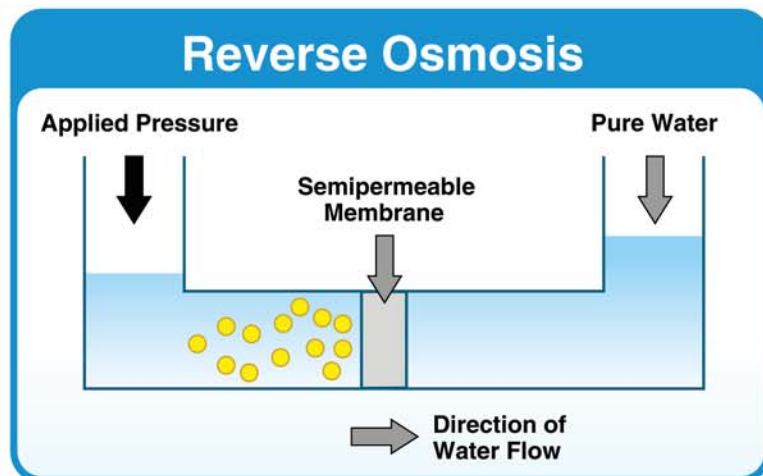 Reverse Osmosis
Applied Pressure
Pure Water
Semipermeable
Membrane
Direction of
Water Flow